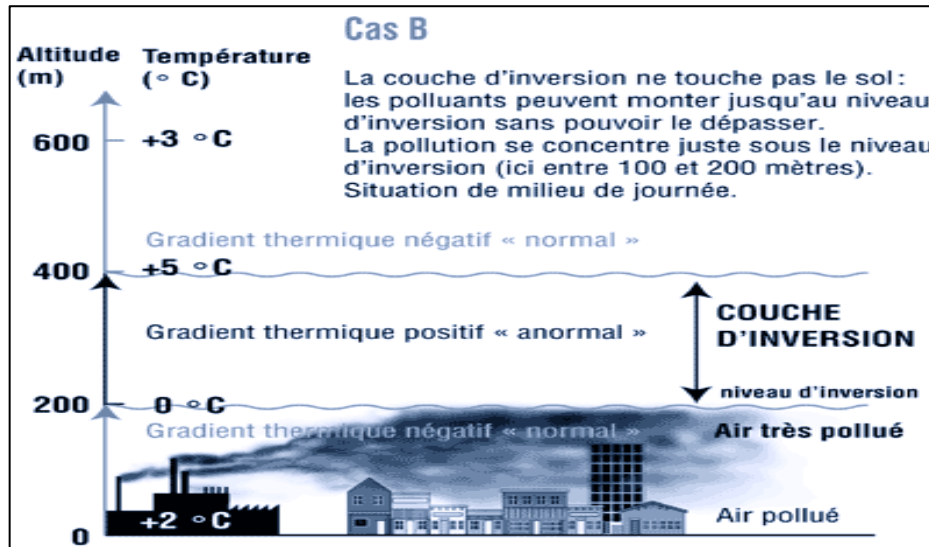 Cas B
Altitude
(m)
Température
(° C)
La couche d'inversion ne touche pas le sol :
les polluants peuvent monter jusqu'au niveau
d'inversion sans pouvoir le dépasser.
La pollution se concentre juste sous le niveau
d'inversion (ici entre 100 et 200 mètres).
Situation de milieu de journée.
600
+3 °C
Gradient thermique négatif « normal »
400
+5 °C
Gradient thermique positif « anormal »
COUCHE
D'INVERSION
niveau d'inversion
200
0 °C
Gradient thermique négatif « normal »
Air très pollué
+2 °C
Air pollué
0